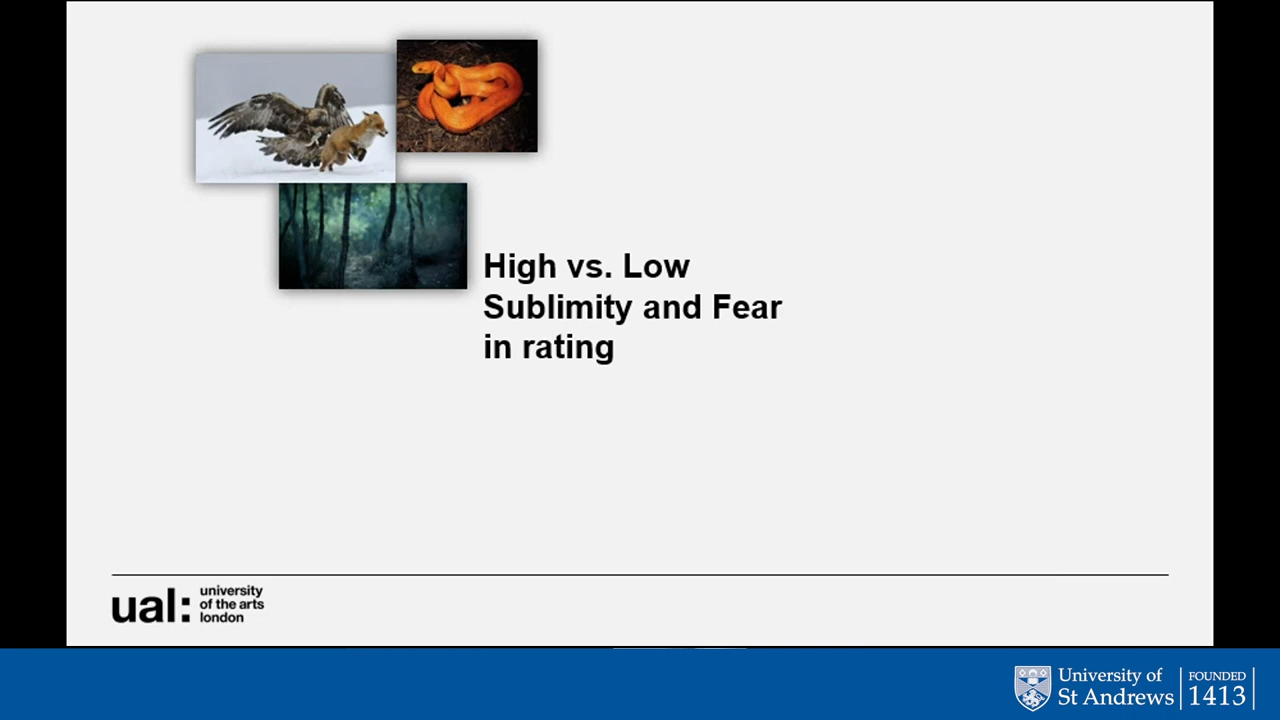 High vs. Low
Sublimity and Fear
in rating
ual:
university
of the arts
london
University of
St Andrews
FOUNDED
1413